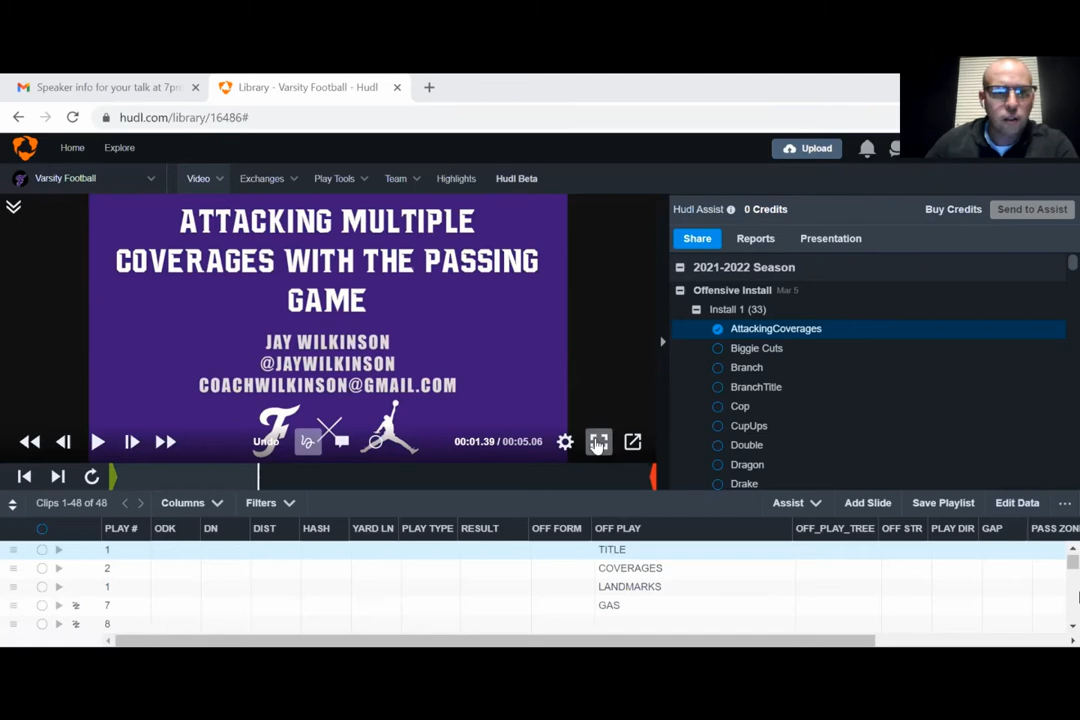 Speaker info for your talk at 7pm
Library - Varsity Football - Hudl
hudl.com/library/16486#
Home
Explore
Upload
Varsity Football
Video
Exchanges
Play Tools
Team
Highlights
Hudl Beta
ATTACKING MULTIPLE
COVERAGES WITH THE PASSING
GAME
JAY WILKINSON
@JAYWILKINSON
COACHWILKINSON@GMAIL.COM
F
Undo
00:01.39 / 00:05.06
Hudl Assist
0 Credits
Buy Credits
Send to Assist
Share
Reports
Presentation
2021-2022 Season
Offensive Install Mar 5
Install 1 (33)
AttackingCoverages
Biggie Cuts
Branch
BranchTitle
Cop
CupUps
Double
Dragon
Drake
Clips 1-48 of 48
Columns
Filters
Assist
Add Slide
Save Playlist
Edit Data
PLAY # ODK DN DIST HASH YARD LN PLAY TYPE RESULT OFF FORM OFF PLAY OFF_PLAY_TREE OFF STR PLAY DIR GAP PASS ZON
1 TITLE
2 COVERAGES
1 LANDMARKS
7 GAS
8